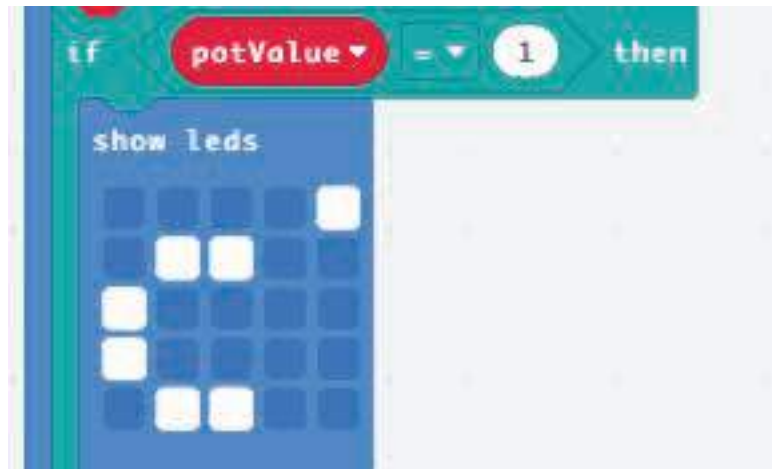 if potValue = 1 then
show leds